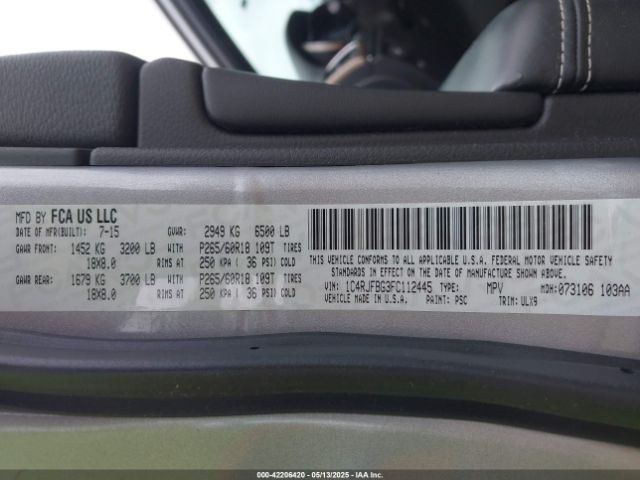 MFD BY FCA US LLC
DATE OF MFR(BUILT): 7-15 GVWR: 2949 KG 6500 LB
GAWR FRONT: 1452 KG 3200 LB WITH P265/60R18 109T TIRES
18X8.0 RIMS AT 250 KPA ( 36 PSI) COLD
GAWR REAR: 1679 KG 3700 LB WITH P265/60R18 109T TIRES
18X8.0 RIMS AT 250 KPA ( 36 PSI) COLD
THIS VEHICLE CONFORMS TO ALL APPLICABLE U.S.A. FEDERAL MOTOR VEHICLE SAFETY
STANDARDS IN EFFECT ON THE DATE OF MANUFACTURE SHOWN ABOVE.
VIN: 1C4RJFBG3FC112445 TYPE: MPV MDH: 073106 103AA
MADE IN U.S.A. PAINT: PSC TRIM: ULX9
000-42206420 - 05/13/2025 - IAAI.COM